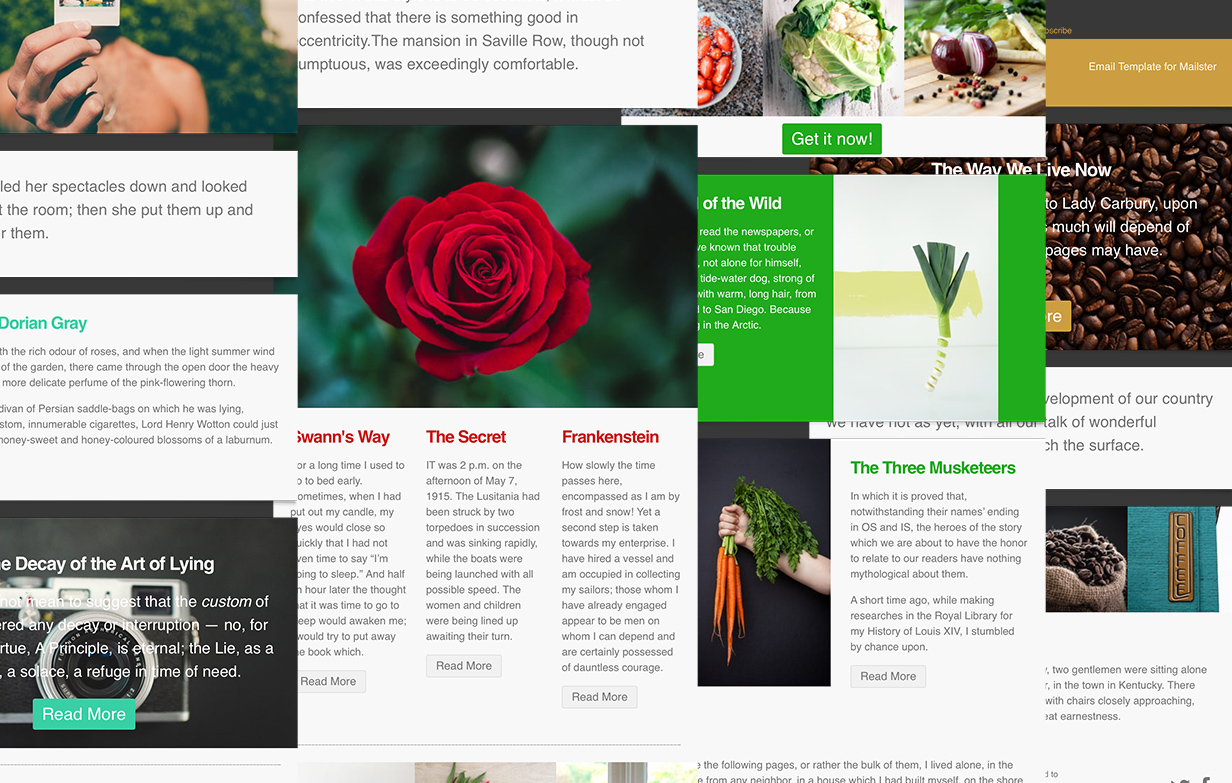 confessed that there is something good in
eccentricity.The mansion in Saville Row, though not
sumptuous, was exceedingly comfortable.
led her spectacles down and looked
t the room; then she put them up and
r them.
Dorian Gray
th the rich odour of roses, and when the light summer wind
of the garden, there came through the open door the heavy
more delicate perfume of the pink-flowering thorn.
divan of Persian saddle-bags on which he was lying,
stom, innumerable cigarettes, Lord Henry Wotton could just
honey-sweet and honey-coloured blossoms of a laburnum.
e Decay of the Art of Lying
not mean to suggest that the custom of
ered any decay or interruption — no, for
rtue, A Principle, is eternal; the Lie, as a
, a solace, a refuge in time of need.
Read More
Swann's Way
or a long time I used to
o to bed early.
ometimes, when I had
put out my candle, my
yes would close so
uickly that I had not
ven time to say “I’m
oing to sleep.” And half
n hour later the thought
hat it was time to go to
leep would awaken me;
would try to put away
he book which.
Read More
The Secret
IT was 2 p.m. on the
afternoon of May 7,
1915. The Lusitania had
been struck by two
torpedoes in succession
and was sinking rapidly,
while the boats were
being launched with all
possible speed. The
women and children
were being lined up
awaiting their turn.
Read More
Frankenstein
How slowly the time
passes here,
encompassed as I am by
frost and snow! Yet a
second step is taken
towards my enterprise. I
have hired a vessel and
am occupied in collecting
my sailors; those whom I
have already engaged
appear to be men on
whom I can depend and
are certainly possessed
of dauntless courage.
Read More
Get it now!
l of the Wild
read the newspapers, or
ve known that trouble
, not alone for himself,
tide-water dog, strong of
with warm, long hair, from
d to San Diego. Because
g in the Arctic.
e
The Three Musketeers
In which it is proved that,
notwithstanding their names’ ending
in OS and IS, the heroes of the story
which we are about to have the honor
to relate to our readers have nothing
mythological about them.
A short time ago, while making
researches in the Royal Library for
my History of Louis XIV, I stumbled
by chance upon.
Read More
e the following pages, or rather the bulk of them, I lived alone, in the
e from any neighbor, in a house which I had built myself, on the shore
bscribe
Email Template for Mailster
The Way We Live Now
to Lady Carbury, upon
s much will depend of
pages may have.
re
velopment of our country
we have not as yet, with all our talk of wonderful
ch the surface.
COFFEE
, two gentlemen were sitting alone
r, in the town in Kentucky. There
with chairs closely approaching,
eat earnestness.
d to